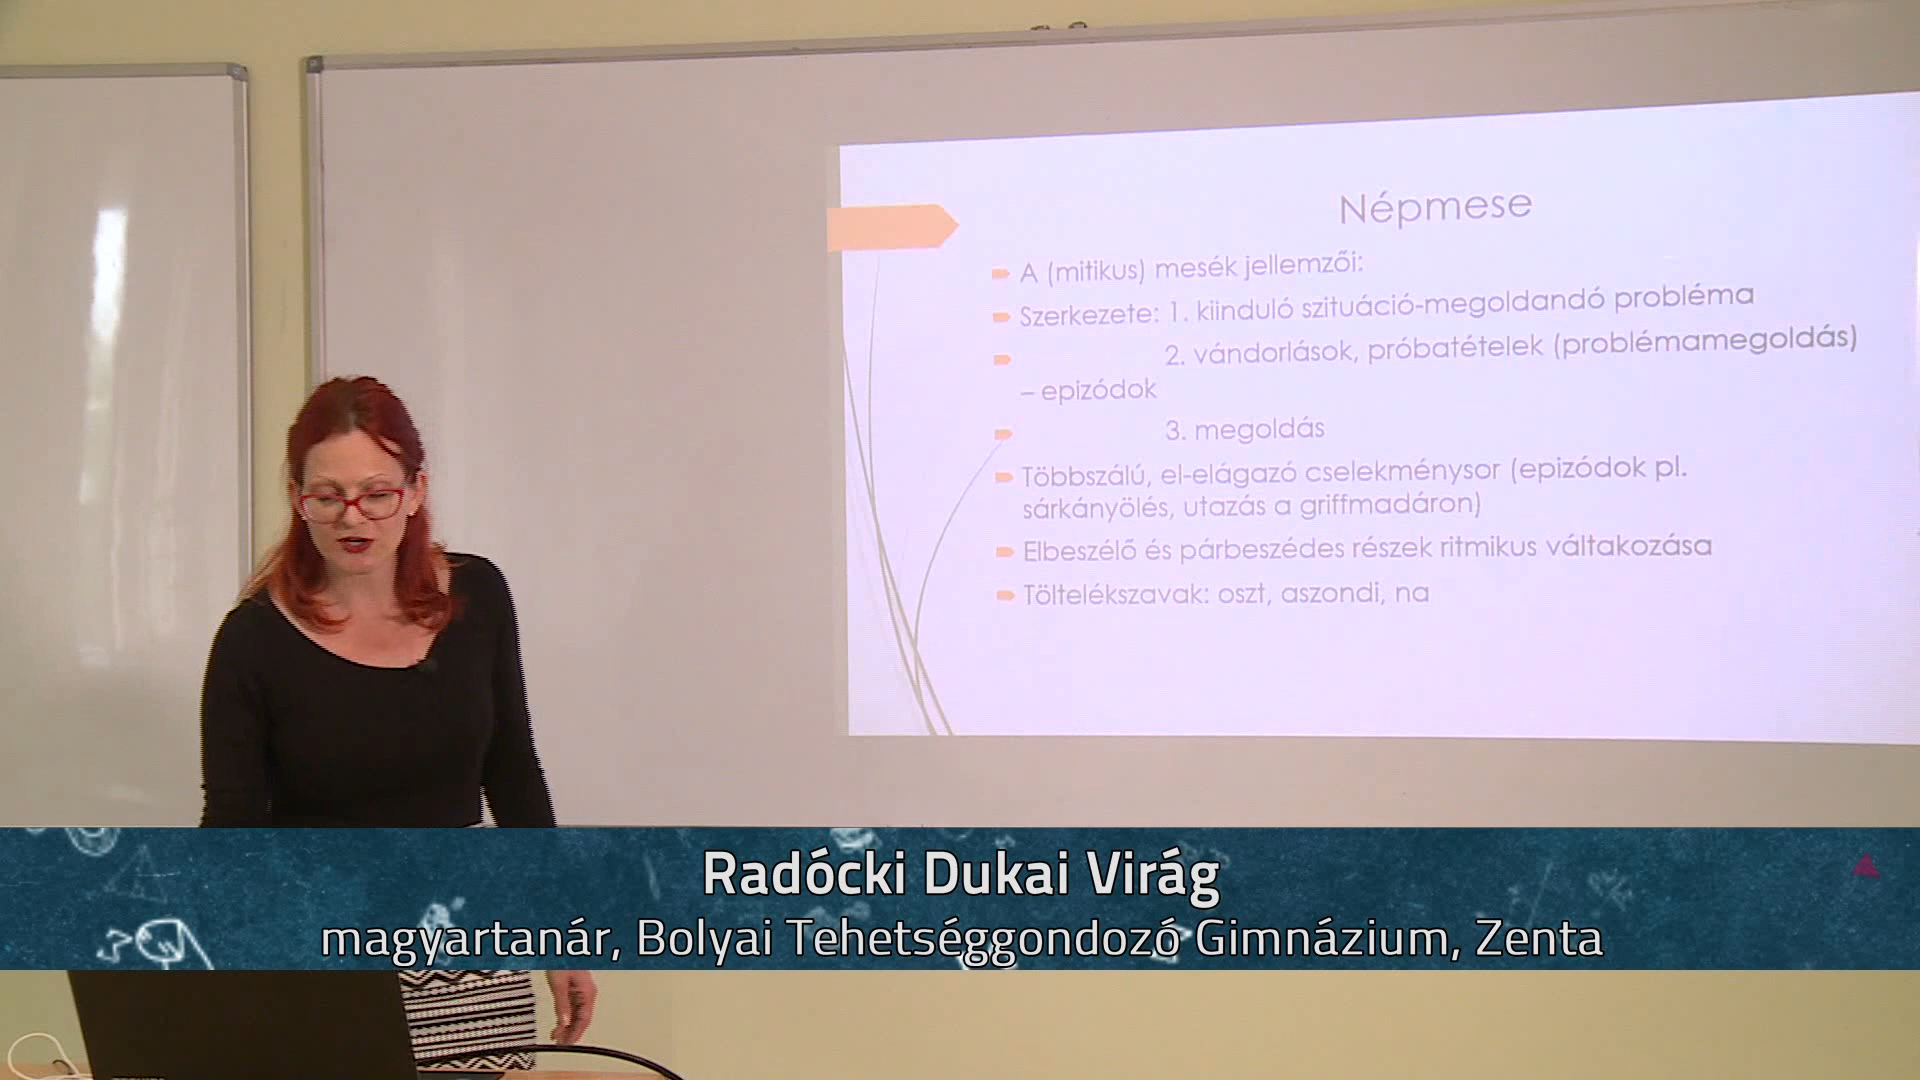 Népmese
A (mitikus) mesék jellemzői:
Szerkezete: 1. kiinduló szituáció-megoldandó probléma
2. vándorlások, próbatételek (problémamegoldás)
– epizódok
3. megoldás
Többszálú, el-elágazó cselekménysor (epizódok pl.
sárkányölés, utazás a griffmadáron)
Elbeszélő és párbeszédes részek ritmikus váltakozása
Töltelékszavak: oszt, aszondi, na
Radócki Dukai Virág
magyartanár, Bolyai Tehetséggondozó Gimnázium, Zenta